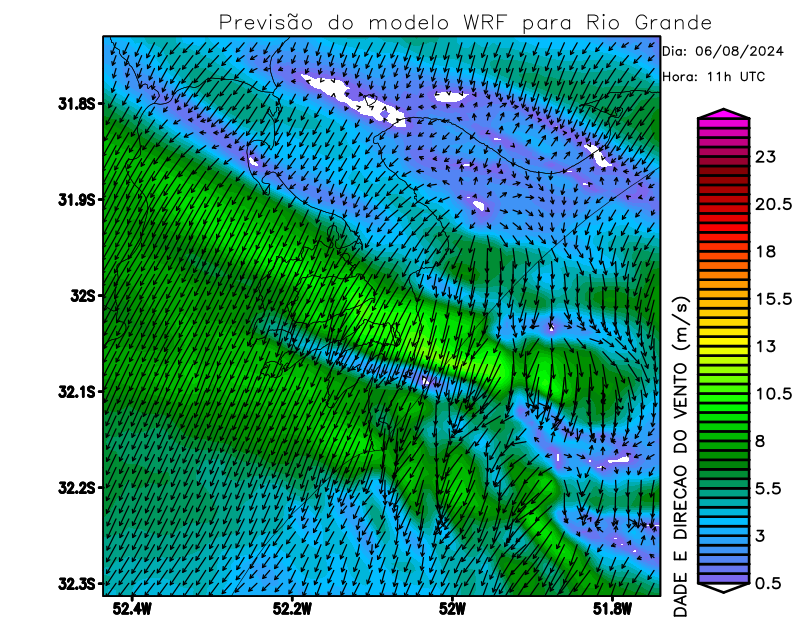 Previsão do modelo WRF para Rio Grande
Dia: 06/08/2024
Hora: 11h UTC
31.8S
31.9S
32S
32.1S
32.2S
32.3S
52.4W
52.2W
52W
51.8W
23
20.5
18
15.5
13
10.5
8
5.5
3
0.5
DADE E DIRECAO DO VENTO (m/s)